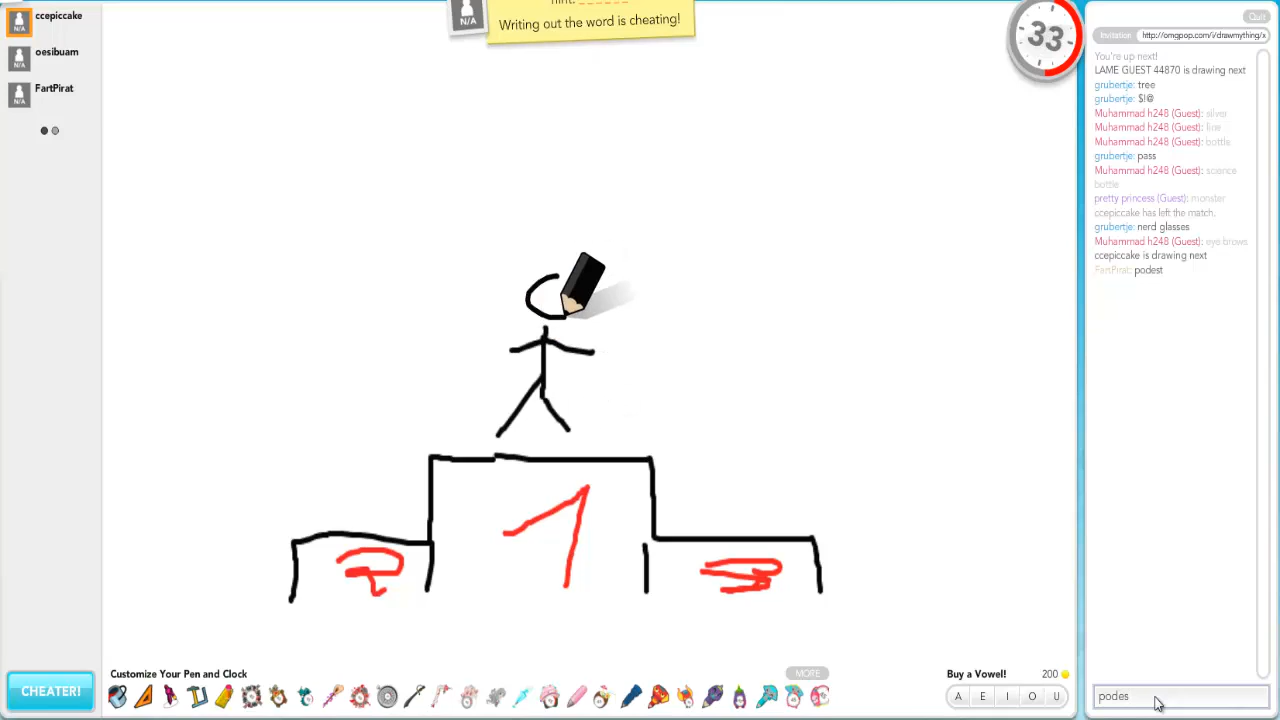 ccepiccake
N/A
oesibuam
N/A
FartPirat
N/A
N/A
Writing out the word is cheating!
33
2
1
3
CHEATER!
Customize Your Pen and Clock
MORE
Buy a Vowel!
200
A E I O U
Quit
Invitation http://omgpop.com/i/drawmything/x
You're up next!
LAME GUEST 44870 is drawing next
grubertje: tree
grubertje: $!@
Muhammad h248 (Guest): silver
Muhammad h248 (Guest): line
Muhammad h248 (Guest): bottle
grubertje: pass
Muhammad h248 (Guest): science
bottle
pretty princess (Guest): monster
ccepiccake has left the match.
grubertje: nerd glasses
Muhammad h248 (Guest): eye brows
ccepiccake is drawing next
FartPirat: podest
podes